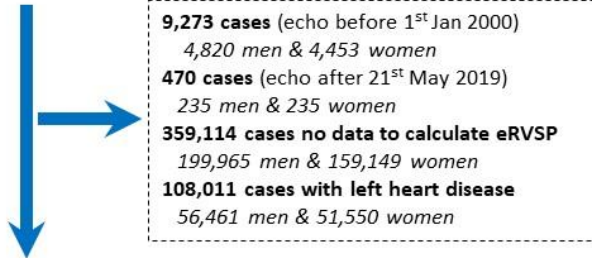 9,273 cases (echo before 1st Jan 2000)
4,820 men & 4,453 women
470 cases (echo after 21st May 2019)
235 men & 235 women
359,114 cases no data to calculate eRVSP
199,965 men & 159,149 women
108,011 cases with left heart disease
56,461 men & 51,550 women